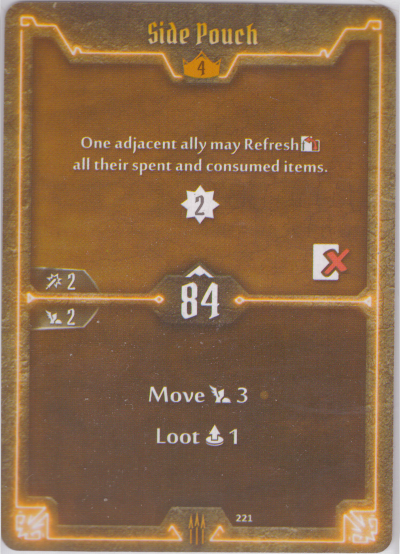 Side Pouch
4
One adjacent ally may Refresh
all their spent and consumed items.
2
2
84
2
Move 3
Loot 1
221